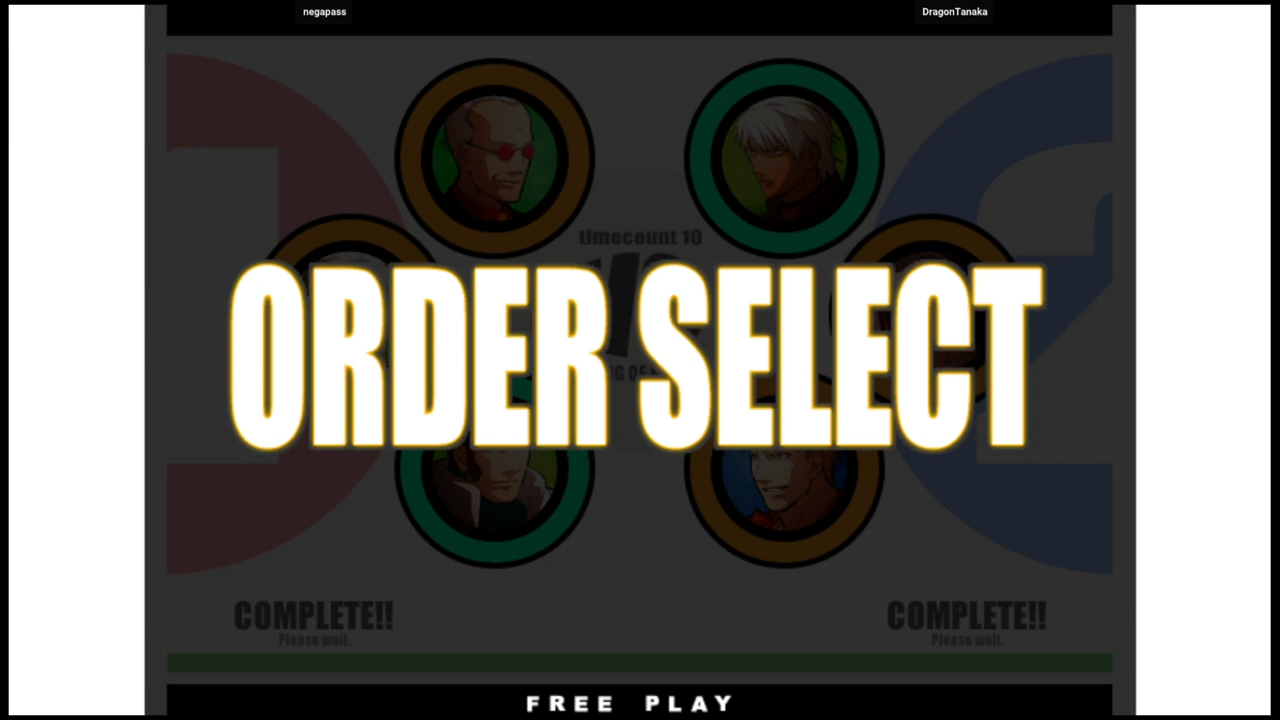 negapass
DragonTanaka
timecount 10
ORDER SELECT
COMPLETE!!
Please wait.
COMPLETE!!
Please wait.
FREE PLAY